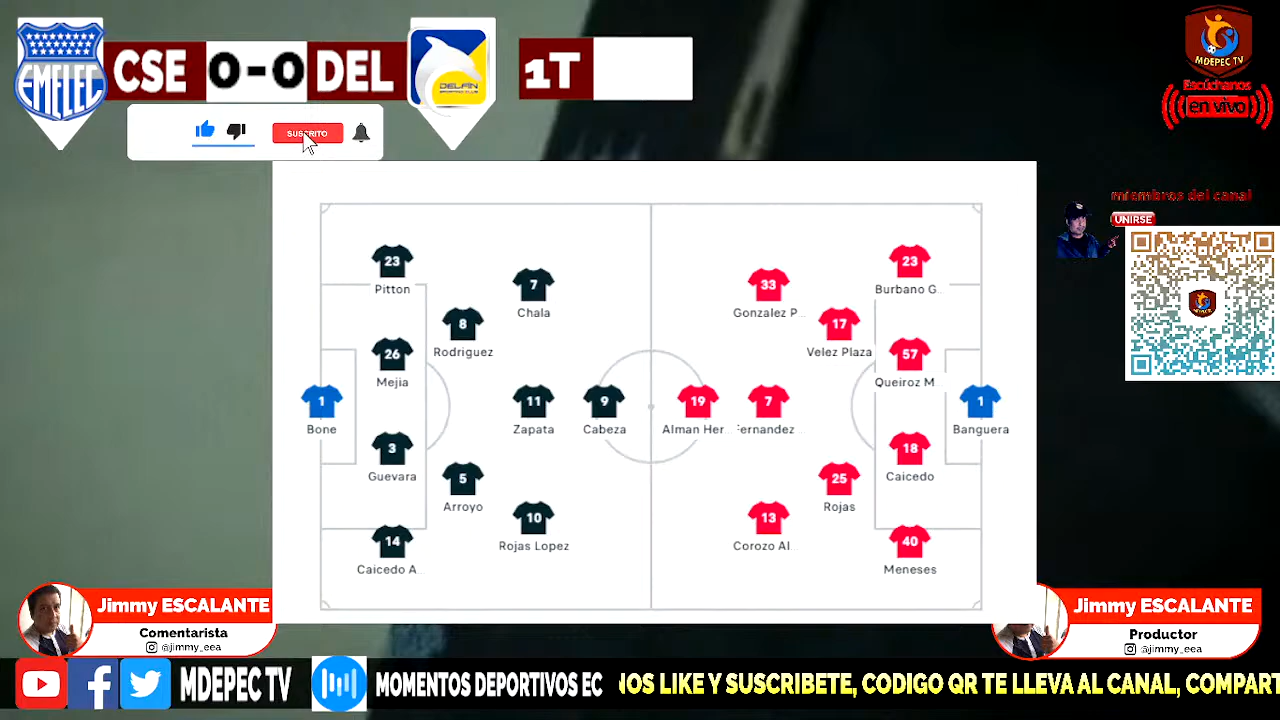 EMELEC
CSE 0-0 DEL
DELFIN
SPORTING CLUB
1T
MDEPEC TV
Escúchanos
en vivo
SUSCRITO
miembros del canal
UNIRSE
23
Pitton
7
Chala
8
Rodriguez
26
Mejia
1
Bone
11
Zapata
9
Cabeza
3
Guevara
5
Arroyo
10
Rojas Lopez
14
Caicedo A..
33
Gonzalez P...
23
Burbano G..
17
Velez Plaza
57
Queiroz M..
19
Alman Her...
7
Fernandez ..
1
Banguera
18
Caicedo
25
Rojas
13
Corozo Al..
40
Meneses
Jimmy ESCALANTE
Comentarista
@jimmy_eea
Jimmy ESCALANTE
Productor
@jimmy_eea
MDEPEC TV
MOMENTOS DEPORTIVOS EC
NOS LIKE Y SUSCRIBETE, CODIGO QR TE LLEVA AL CANAL, COMPART